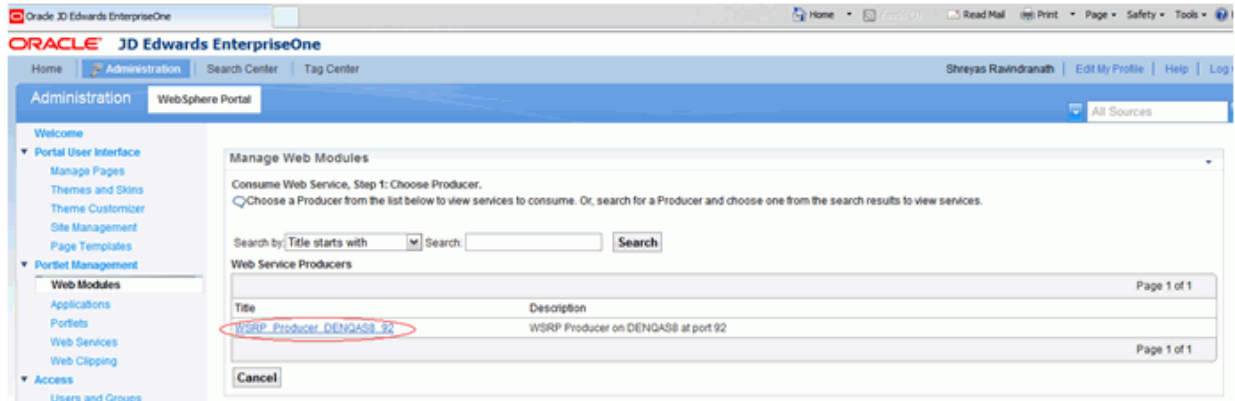 Oracle JD Edwards EnterpriseOne
Home Read Mail Print Page Safety Tools
ORACLE JD Edwards EnterpriseOne
Home Administration Search Center Tag Center Shreyas Ravindranath Edit My Profile Help Log
Administration WebSphere Portal
All Sources
Welcome
Portal User Interface
Manage Pages
Themes and Skins
Theme Customizer
Site Management
Page Templates
Portlet Management
Web Modules
Applications
Portlets
Web Services
Web Clipping
Access
Users and Groups
Manage Web Modules
Consume Web Service, Step 1: Choose Producer.
Choose a Producer from the list below to view services to consume. Or, search for a Producer and choose one from the search results to view services.
Search by: Title starts with Search: Search
Web Service Producers
Page 1 of 1
Title Description
WSRP_Producer_DENQAS8_92 WSRP Producer on DENQAS8 at port 92
Page 1 of 1
Cancel